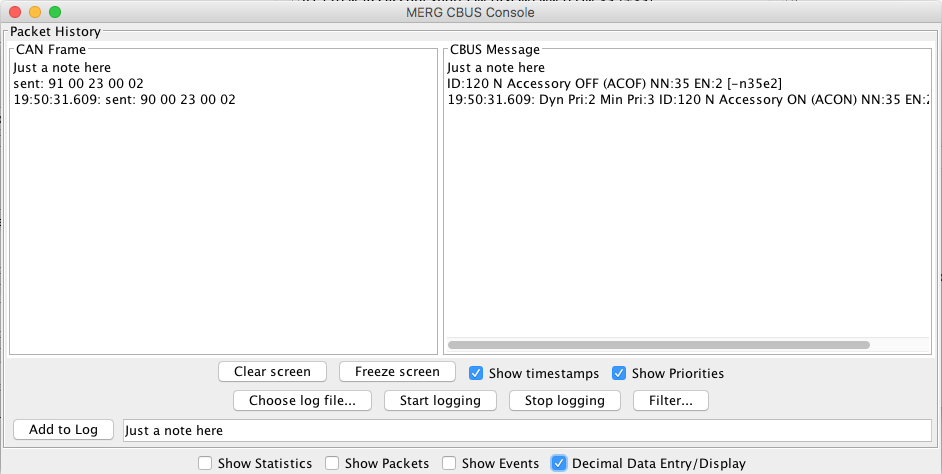 MERG CBUS Console
Packet History
CAN Frame
Just a note here
sent: 91 00 23 00 02
19:50:31.609: sent: 90 00 23 00 02
CBUS Message
Just a note here
ID:120 N Accessory OFF (ACOF) NN:35 EN:2 [-n35e2]
19:50:31.609: Dyn Pri:2 Min Pri:3 ID:120 N Accessory ON (ACON) NN:35 EN:2
Clear screen
Freeze screen
Show timestamps
Show Priorities
Choose log file...
Start logging
Stop logging
Filter...
Add to Log
Just a note here
Show Statistics
Show Packets
Show Events
Decimal Data Entry/Display